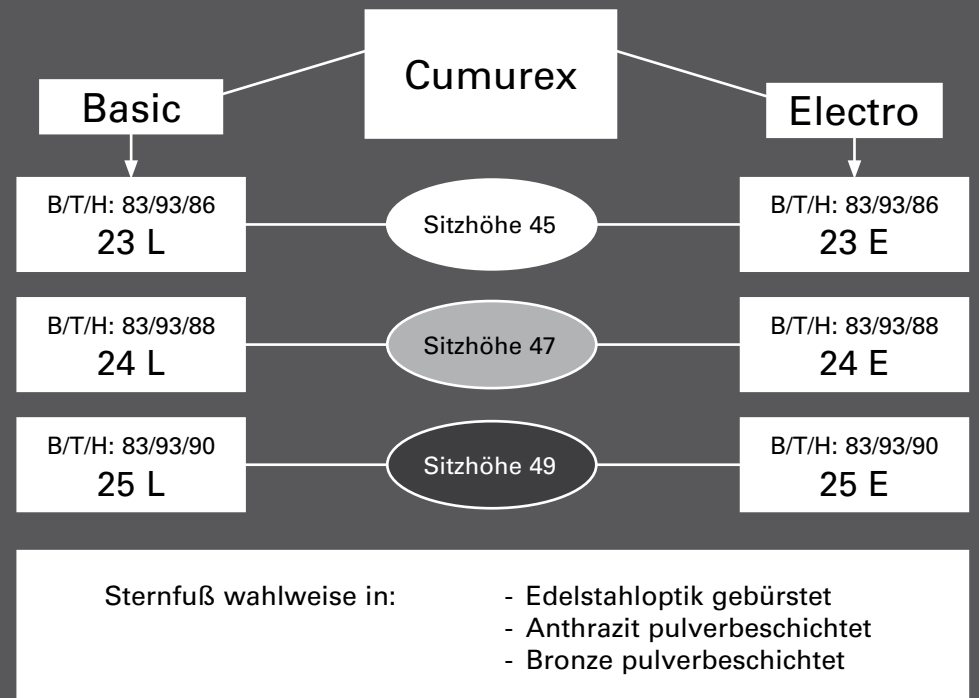 Cumurex
Basic
Electro
B/T/H: 83/93/86
23 L
Sitzhöhe 45
B/T/H: 83/93/86
23 E
B/T/H: 83/93/88
24 L
Sitzhöhe 47
B/T/H: 83/93/88
24 E
B/T/H: 83/93/90
25 L
Sitzhöhe 49
B/T/H: 83/93/90
25 E
Sternfuß wahlweise in:
- Edelstahloptik gebürstet
- Anthrazit pulverbeschichtet
- Bronze pulverbeschichtet